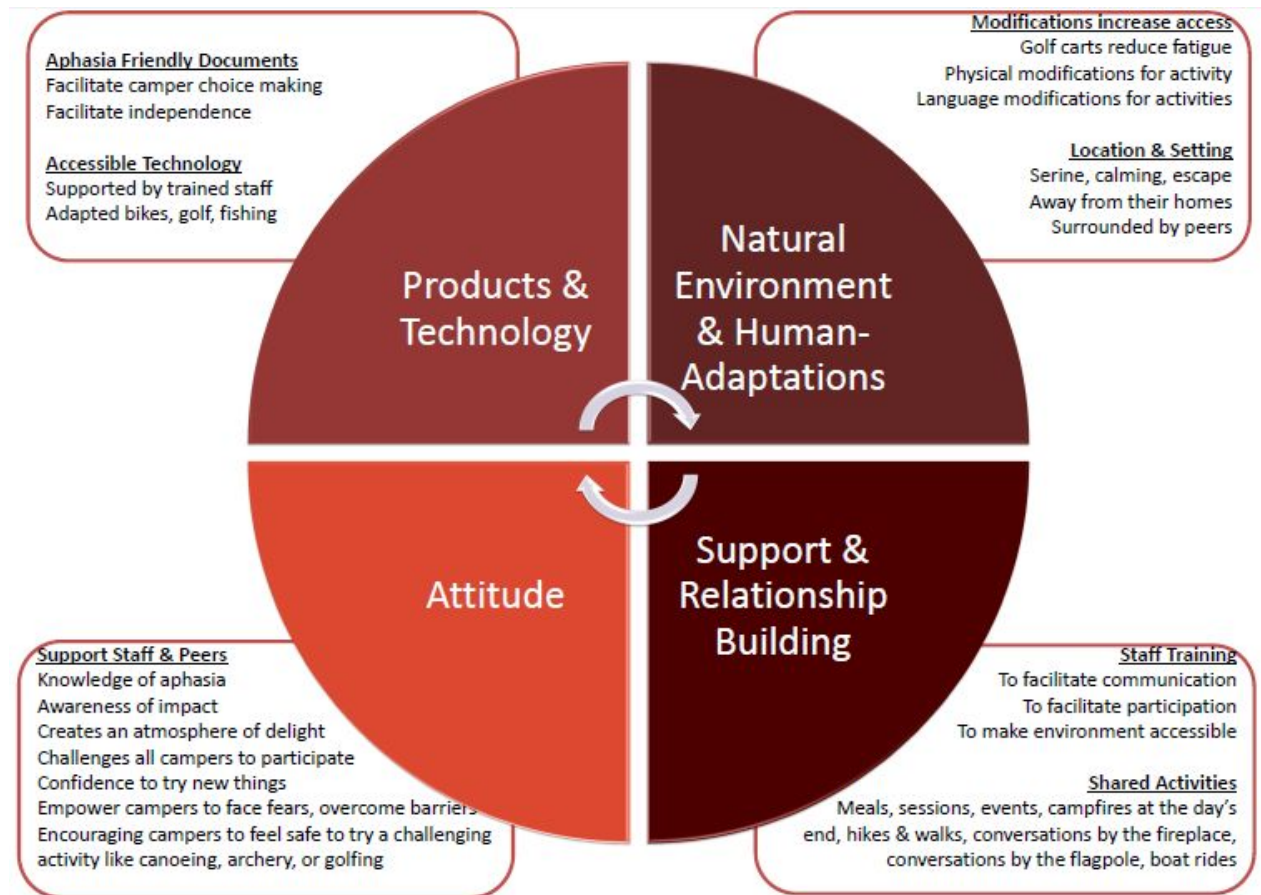 Aphasia Friendly Documents
Facilitate camper choice making
Facilitate independence
Accessible Technology
Supported by trained staff
Adapted bikes, golf, fishing
Modifications increase access
Golf carts reduce fatigue
Physical modifications for activity
Language modifications for activities
Location & Setting
Serine, calming, escape
Away from their homes
Surrounded by peers
Products &
Technology
Natural
Environment
& Human-
Adaptations
Attitude
Support &
Relationship
Building
Support Staff & Peers
Knowledge of aphasia
Awareness of impact
Creates an atmosphere of delight
Challenges all campers to participate
Confidence to try new things
Empower campers to face fears, overcome barriers
Encouraging campers to feel safe to try a challenging
activity like canoeing, archery, or golfing
Staff Training
To facilitate communication
To facilitate participation
To make environment accessible
Shared Activities
Meals, sessions, events, campfires at the day's
end, hikes & walks, conversations by the fireplace,
conversations by the flagpole, boat rides